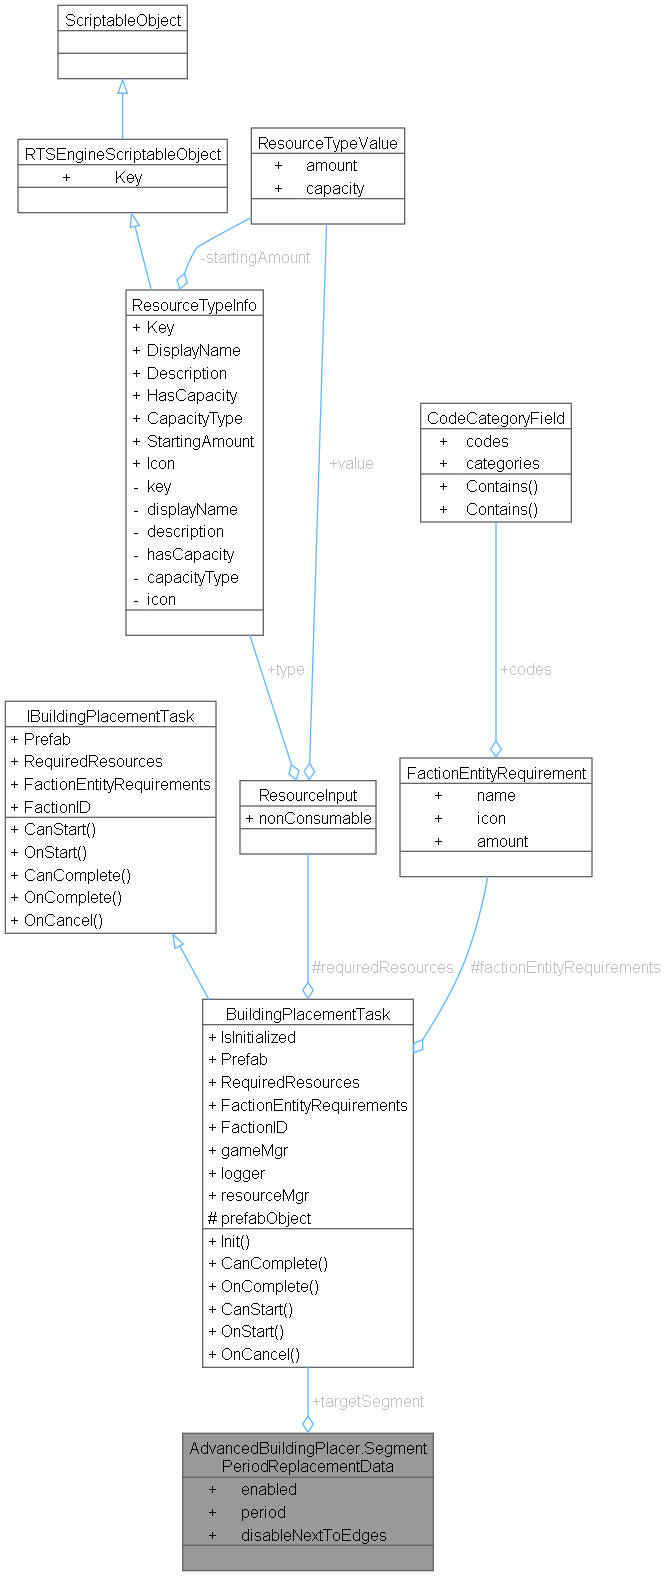 ScriptableObject
RTSEngineScriptableObject
+ Key
ResourceTypeValue
+ amount
+ capacity
-startingAmount
ResourceTypeInfo
+ Key
+ DisplayName
+ Description
+ HasCapacity
+ CapacityType
+ StartingAmount
+ Icon
- key
- displayName
- description
- hasCapacity
- capacityType
- icon
+value
CodeCategoryField
+ codes
+ categories
+ Contains()
+ Contains()
+type
+codes
IBuildingPlacementTask
+ Prefab
+ RequiredResources
+ FactionEntityRequirements
+ FactionID
+ CanStart()
+ OnStart()
+ CanComplete()
+ OnComplete()
+ OnCancel()
ResourceInput
+ nonConsumable
FactionEntityRequirement
+ name
+ icon
+ amount
#requiredResources
#factionEntityRequirements
BuildingPlacementTask
+ IsInitialized
+ Prefab
+ RequiredResources
+ FactionEntityRequirements
+ FactionID
+ gameMgr
+ logger
+ resourceMgr
# prefabObject
+ Init()
+ CanComplete()
+ OnComplete()
+ CanStart()
+ OnStart()
+ OnCancel()
+targetSegment
AdvancedBuildingPlacer.Segment
PeriodReplacementData
+ enabled
+ period
+ disableNextToEdges